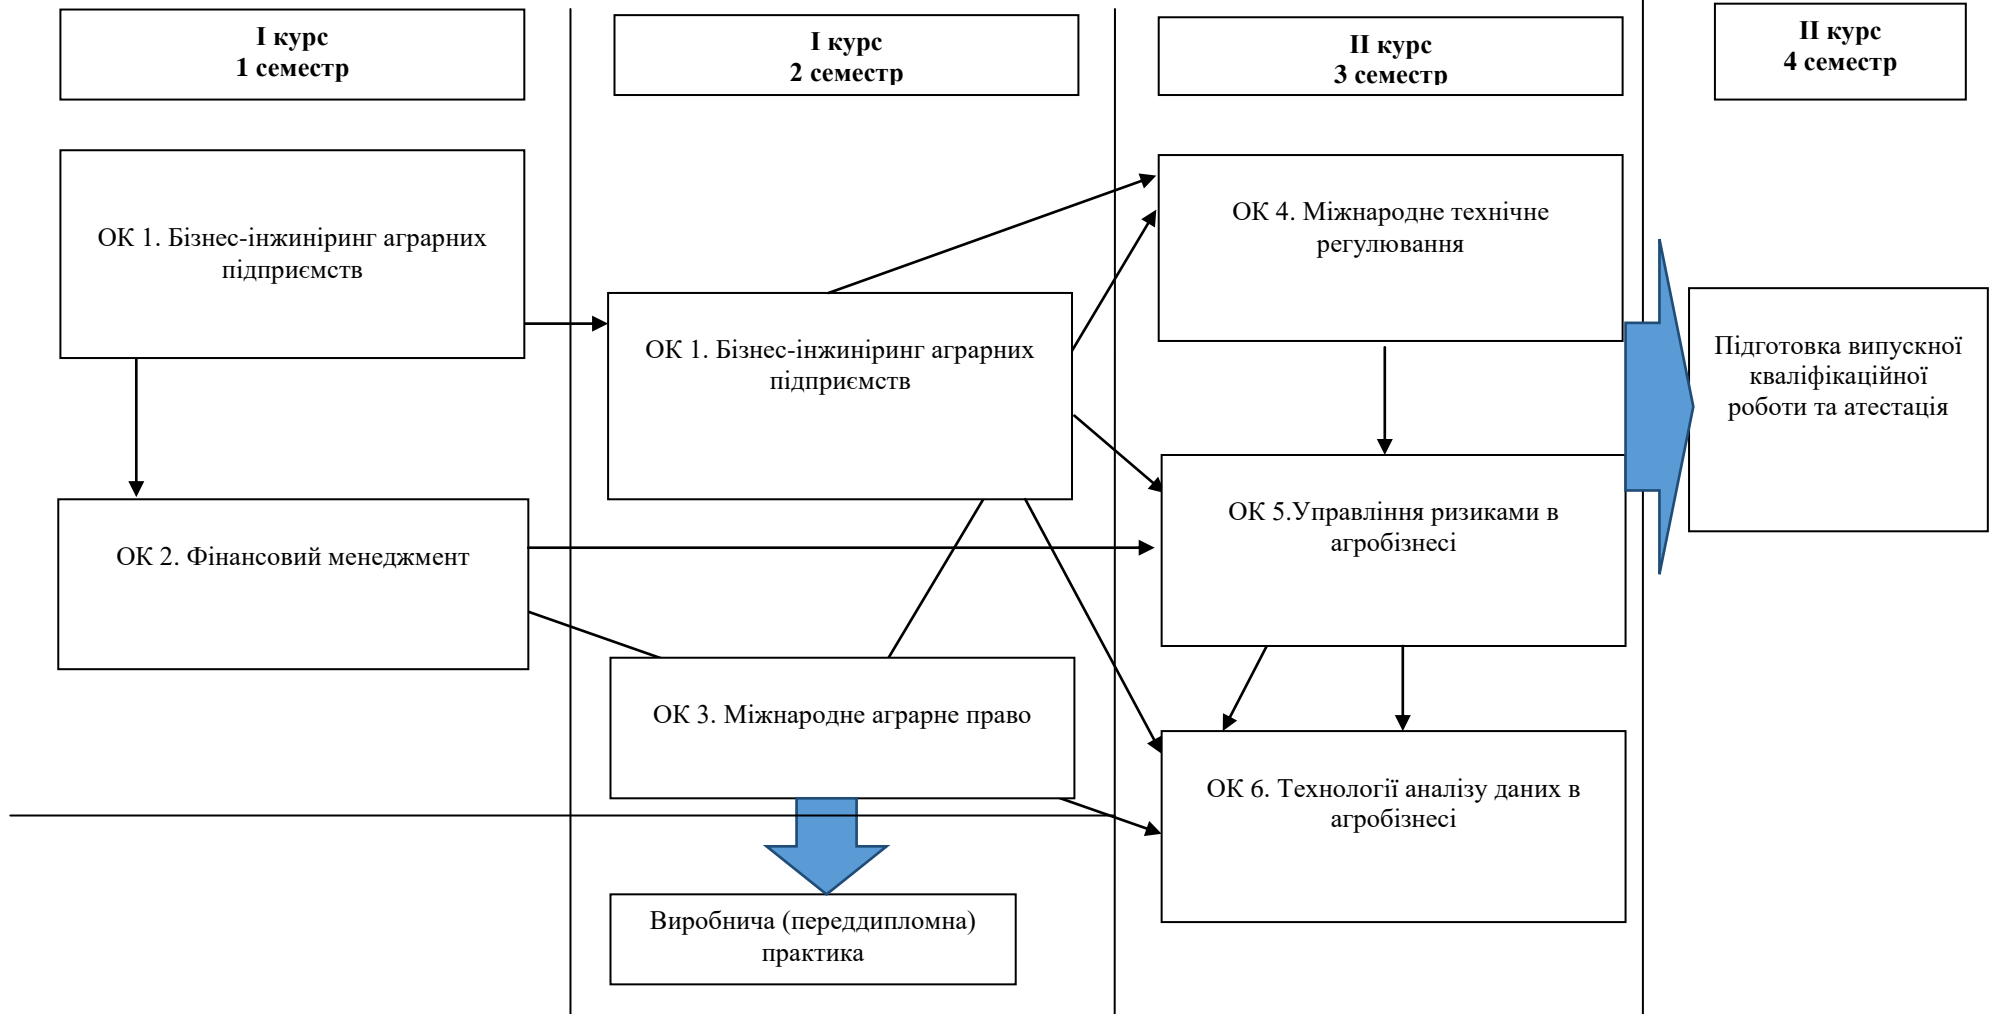 І курс
1 семестр
І курс
2 семестр
ІІ курс
3 семестр
ІІ курс
4 семестр
ОК 1. Бізнес-інжиніринг аграрних
підприємств
ОК 2. Фінансовий менеджмент
ОК 1. Бізнес-інжиніринг аграрних
підприємств
ОК 3. Міжнародне аграрне право
Виробнича (переддипломна)
практика
ОК 4. Міжнародне технічне
регулювання
ОК 5.Управління ризиками в
агробізнесі
ОК 6. Технології аналізу даних в
агробізнесі
Підготовка випускної
кваліфікаційної
роботи та атестація